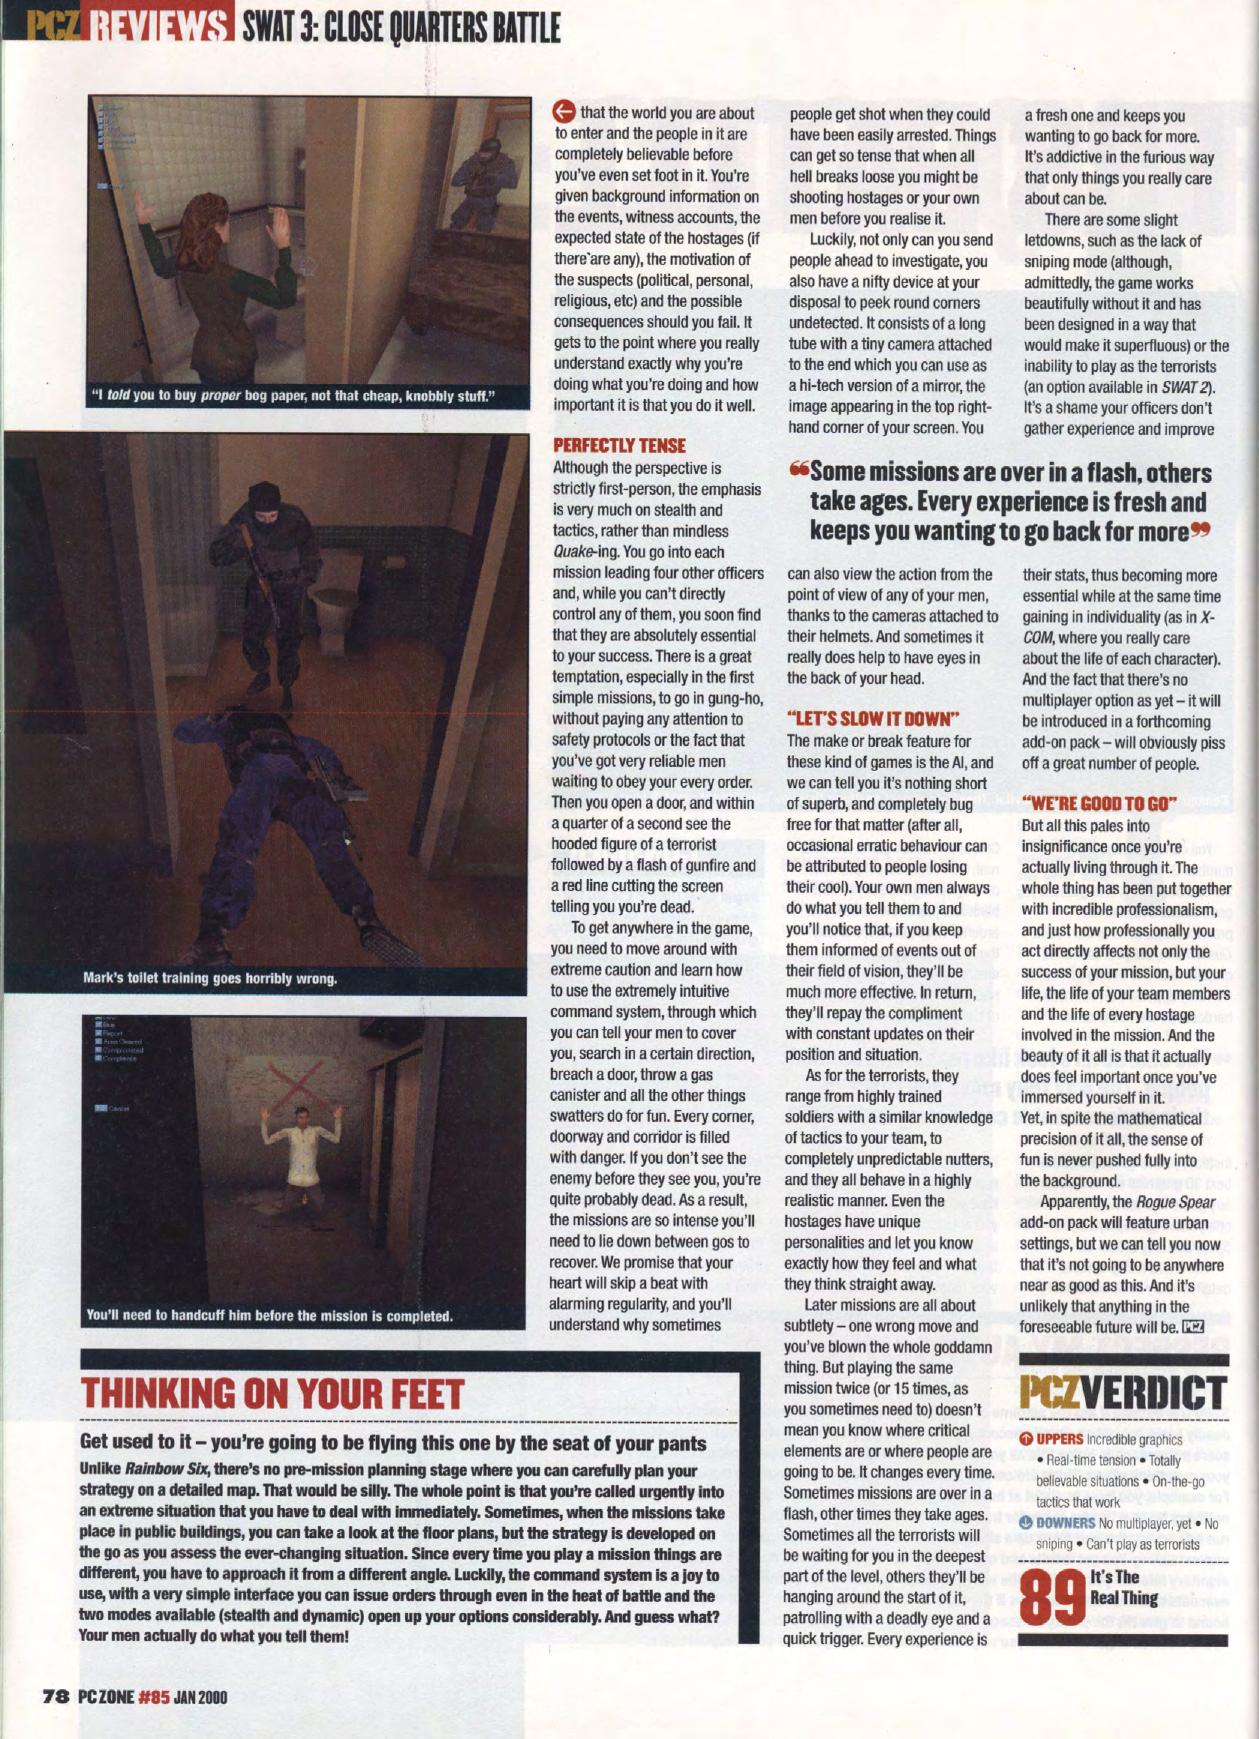 PCZ REVIEWS SWAT 3: CLOSE QUARTERS BATTLE
"I told you to buy proper bog paper, not that cheap, knobbly stuff."
Mark's toilet training goes horribly wrong.
Blue
Report
Area Cleared
Compromised
Compliance
Cancel
You'll need to handcuff him before the mission is completed.
that the world you are about
to enter and the people in it are
completely believable before
you've even set foot in it. You're
given background information on
the events, witness accounts, the
expected state of the hostages (if
there are any), the motivation of
the suspects (political, personal,
religious, etc) and the possible
consequences should you fail. It
gets to the point where you really
understand exactly why you're
doing what you're doing and how
important it is that you do it well.
PERFECTLY TENSE
Although the perspective is
strictly first-person, the emphasis
is very much on stealth and
tactics, rather than mindless
Quake-ing. You go into each
mission leading four other officers
and, while you can't directly
control any of them, you soon find
that they are absolutely essential
to your success. There is a great
temptation, especially in the first
simple missions, to go in gung-ho,
without paying any attention to
safety protocols or the fact that
you've got very reliable men
waiting to obey your every order.
Then you open a door, and within
a quarter of a second see the
hooded figure of a terrorist
followed by a flash of gunfire and
a red line cutting the screen
telling you you're dead.
To get anywhere in the game,
you need to move around with
extreme caution and learn how
to use the extremely intuitive
command system, through which
you can tell your men to cover
you, search in a certain direction,
breach a door, throw a gas
canister and all the other things
swatters do for fun. Every corner,
doorway and corridor is filled
with danger. If you don't see the
enemy before they see you, you're
quite probably dead. As a result,
the missions are so intense you'll
need to lie down between gos to
recover. We promise that your
heart will skip a beat with
alarming regularity, and you'll
understand why sometimes
people get shot when they could
have been easily arrested. Things
can get so tense that when all
hell breaks loose you might be
shooting hostages or your own
men before you realise it.
Luckily, not only can you send
people ahead to investigate, you
also have a nifty device at your
disposal to peek round corners
undetected. It consists of a long
tube with a tiny camera attached
to the end which you can use as
a hi-tech version of a mirror, the
image appearing in the top right-
hand corner of your screen. You
can also view the action from the
point of view of any of your men,
thanks to the cameras attached to
their helmets. And sometimes it
really does help to have eyes in
the back of your head.
"LET'S SLOW IT DOWN"
The make or break feature for
these kind of games is the AI, and
we can tell you it's nothing short
of superb, and completely bug
free for that matter (after all,
occasional erratic behaviour can
be attributed to people losing
their cool). Your own men always
do what you tell them to and
you'll notice that, if you keep
them informed of events out of
their field of vision, they'll be
much more effective. In return,
they'll repay the compliment
with constant updates on their
position and situation.
As for the terrorists, they
range from highly trained
soldiers with a similar knowledge
of tactics to your team, to
completely unpredictable nutters,
and they all behave in a highly
realistic manner. Even the
hostages have unique
personalities and let you know
exactly how they feel and what
they think straight away.
Later missions are all about
subtlety – one wrong move and
you've blown the whole goddamn
thing. But playing the same
mission twice (or 15 times, as
you sometimes need to) doesn't
mean you know where critical
elements are or where people are
going to be. It changes every time.
Sometimes missions are over in a
flash, other times they take ages.
Sometimes all the terrorists will
be waiting for you in the deepest
part of the level, others they'll be
hanging around the start of it,
patrolling with a deadly eye and a
quick trigger. Every experience is
a fresh one and keeps you
wanting to go back for more.
It's addictive in the furious way
that only things you really care
about can be.
There are some slight
letdowns, such as the lack of
sniping mode (although,
admittedly, the game works
beautifully without it and has
been designed in a way that
would make it superfluous) or the
inability to play as the terrorists
(an option available in SWAT 2).
It's a shame your officers don't
gather experience and improve
"Some missions are over in a flash, others
take ages. Every experience is fresh and
keeps you wanting to go back for more"
their stats, thus becoming more
essential while at the same time
gaining in individuality (as in X-
COM, where you really care
about the life of each character).
And the fact that there's no
multiplayer option as yet – it will
be introduced in a forthcoming
add-on pack – will obviously piss
off a great number of people.
"WE'RE GOOD TO GO"
But all this pales into
insignificance once you're
actually living through it. The
whole thing has been put together
with incredible professionalism,
and just how professionally you
act directly affects not only the
success of your mission, but your
life, the life of your team members
and the life of every hostage
involved in the mission. And the
beauty of it all is that it actually
does feel important once you've
immersed yourself in it.
Yet, in spite the mathematical
precision of it all, the sense of
fun is never pushed fully into
the background.
Apparently, the Rogue Spear
add-on pack will feature urban
settings, but we can tell you now
that it's not going to be anywhere
near as good as this. And it's
unlikely that anything in the
foreseeable future will be. PCZ
THINKING ON YOUR FEET
Get used to it – you're going to be flying this one by the seat of your pants
Unlike Rainbow Six, there's no pre-mission planning stage where you can carefully plan your
strategy on a detailed map. That would be silly. The whole point is that you're called urgently into
an extreme situation that you have to deal with immediately. Sometimes, when the missions take
place in public buildings, you can take a look at the floor plans, but the strategy is developed on
the go as you assess the ever-changing situation. Since every time you play a mission things are
different, you have to approach it from a different angle. Luckily, the command system is a joy to
use, with a very simple interface you can issue orders through even in the heat of battle and the
two modes available (stealth and dynamic) open up your options considerably. And guess what?
Your men actually do what you tell them!
PCZVERDICT
UPPERS Incredible graphics
• Real-time tension • Totally
believable situations • On-the-go
tactics that work
DOWNERS No multiplayer, yet • No
sniping • Can't play as terrorists
89 It's The
Real Thing
78 PC ZONE #85 JAN 2000